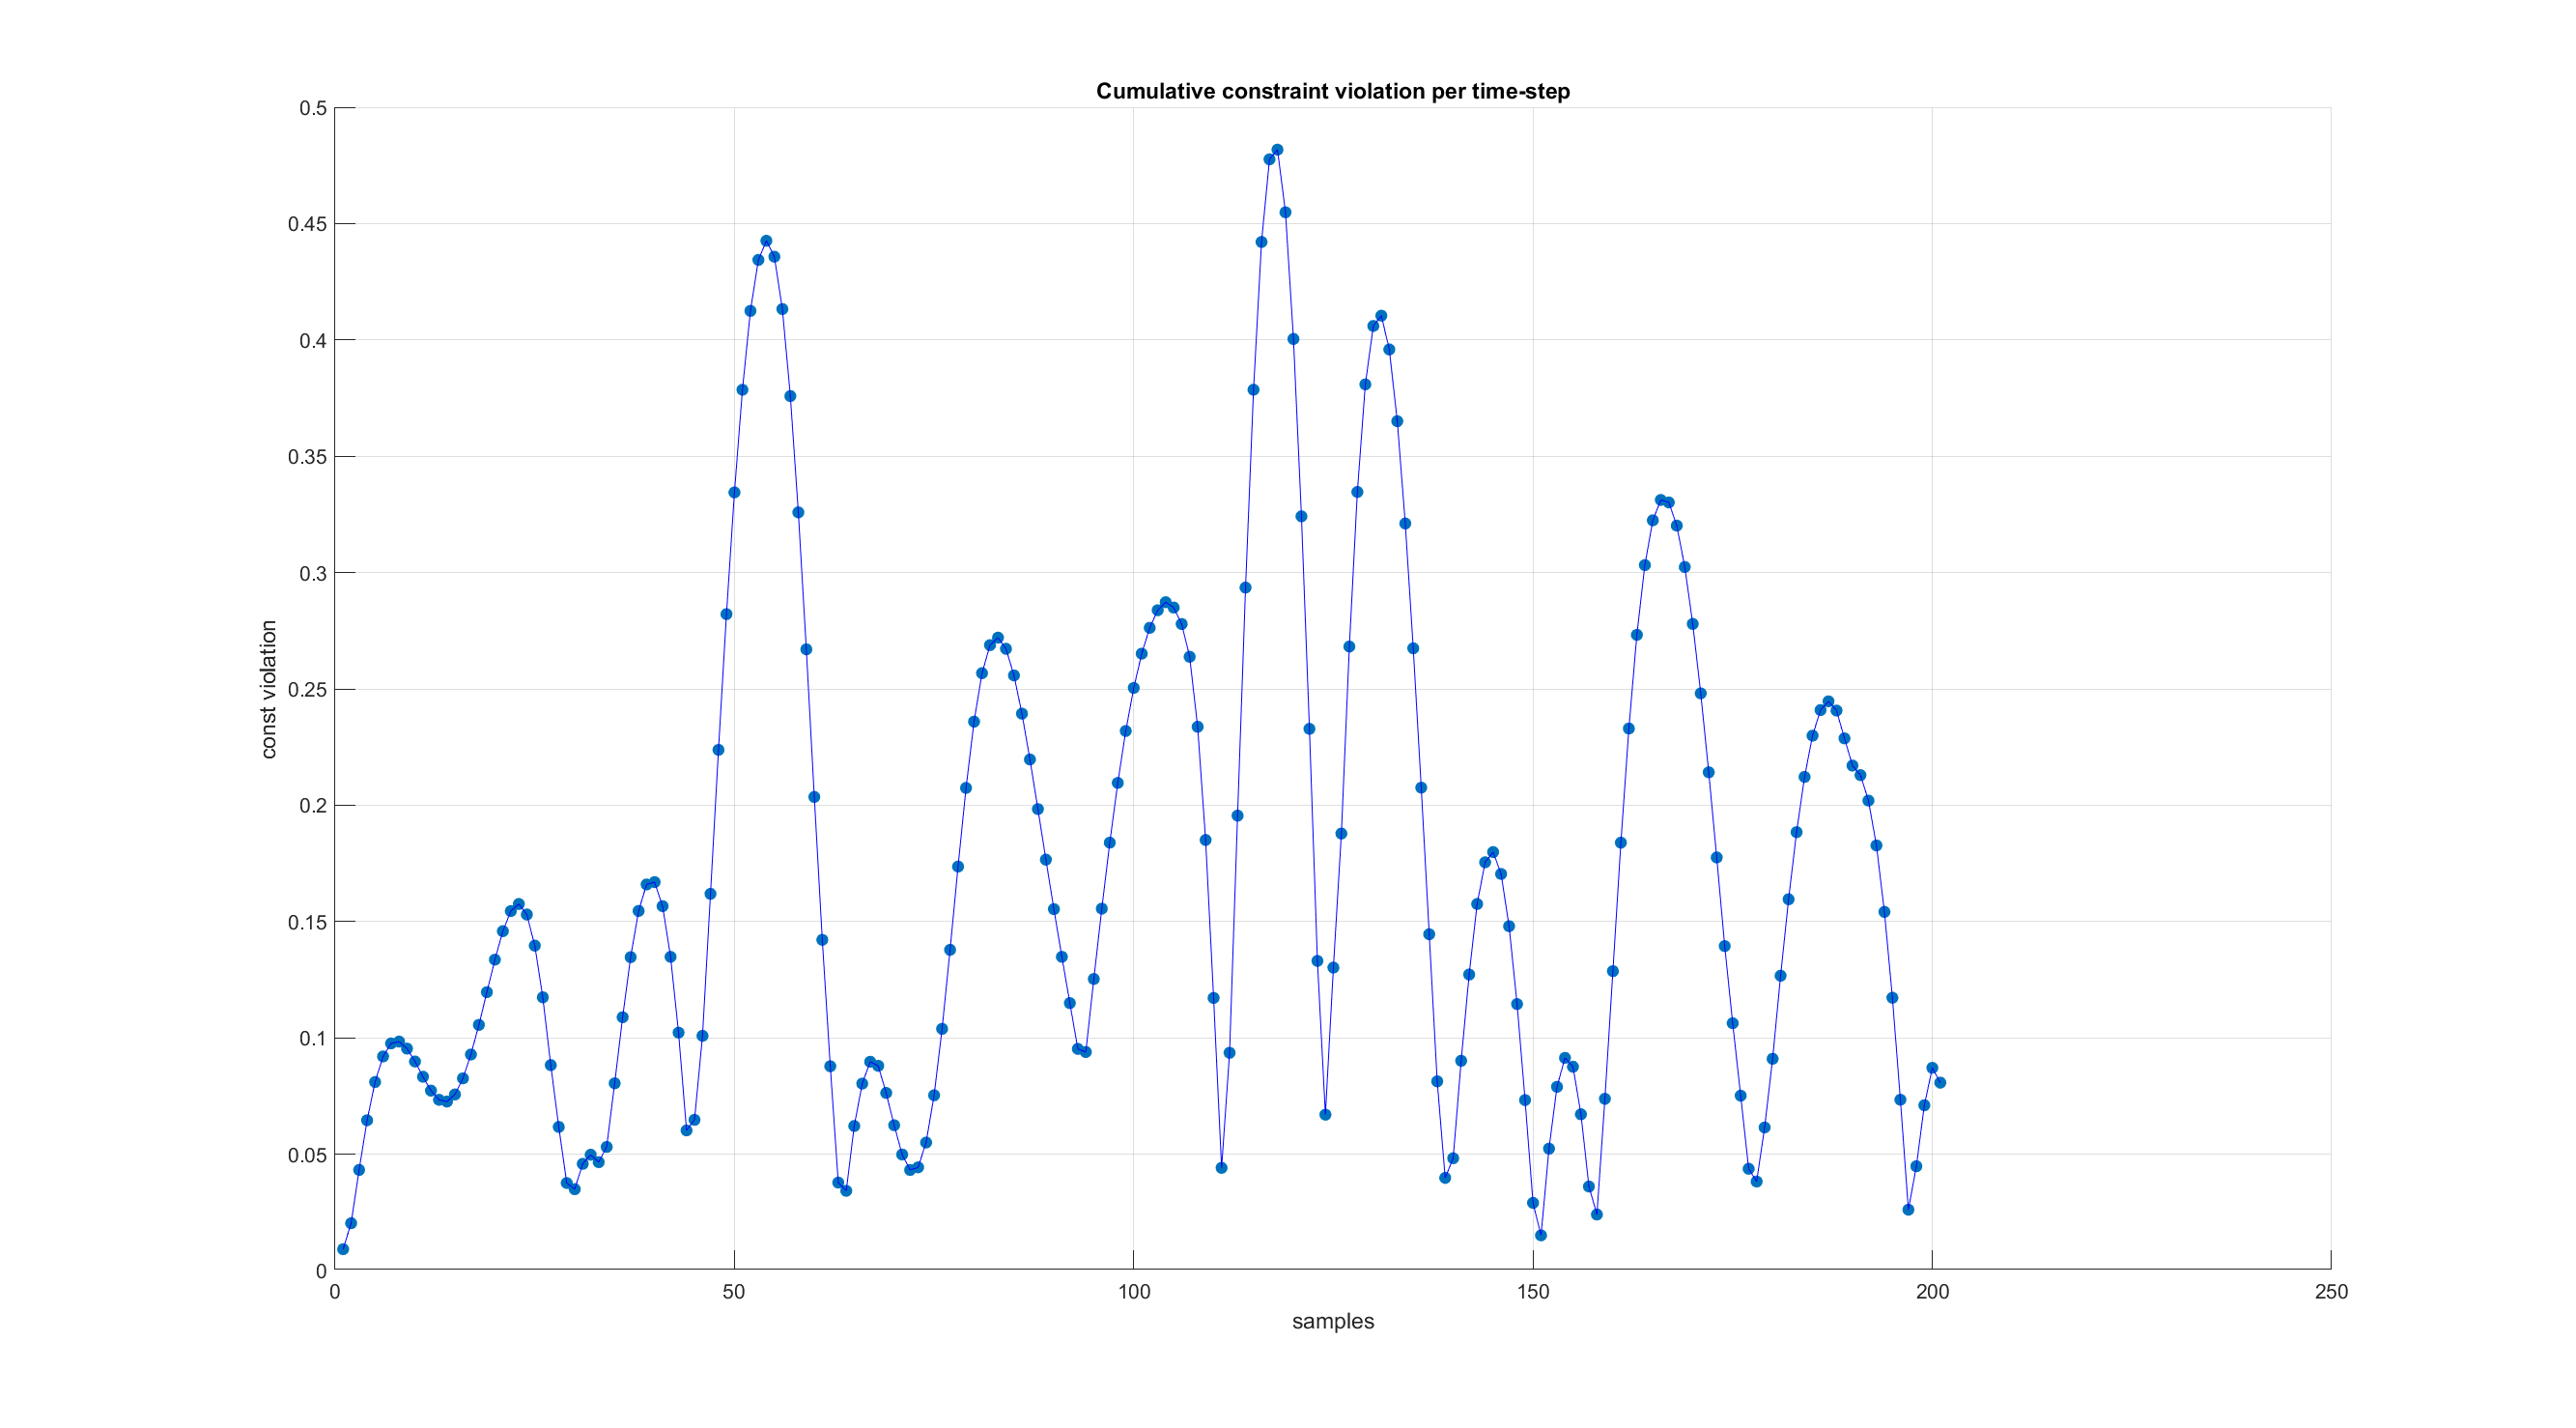 Cumulative constraint violation per time-step
0.5
0.45
0.4
0.35
0.3
0.25
0.2
0.15
0.1
0.05
0
const violation
0 50 100 150 200 250
samples